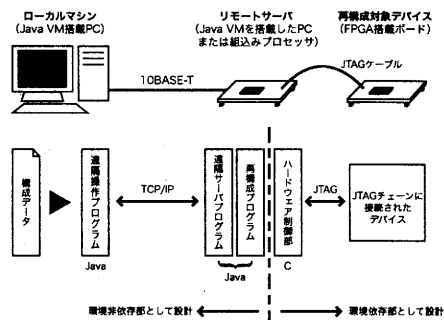 ローカルマシン
(Java VM搭載PC)
リモートサーバ
(Java VMを搭載したPC
または組込みプロセッサ)
再構成対象デバイス
(FPGA搭載ボード)
JTAGケーブル
10BASE-T
構成データ
遠隔操作プログラム
TCP/IP
遠隔サーバプログラム
再構成プログラム
ハードウェア制御部
JTAG
JTAGチェーンに
接続された
デバイス
Java
Java
C
環境非依存部として設計
環境依存部として設計